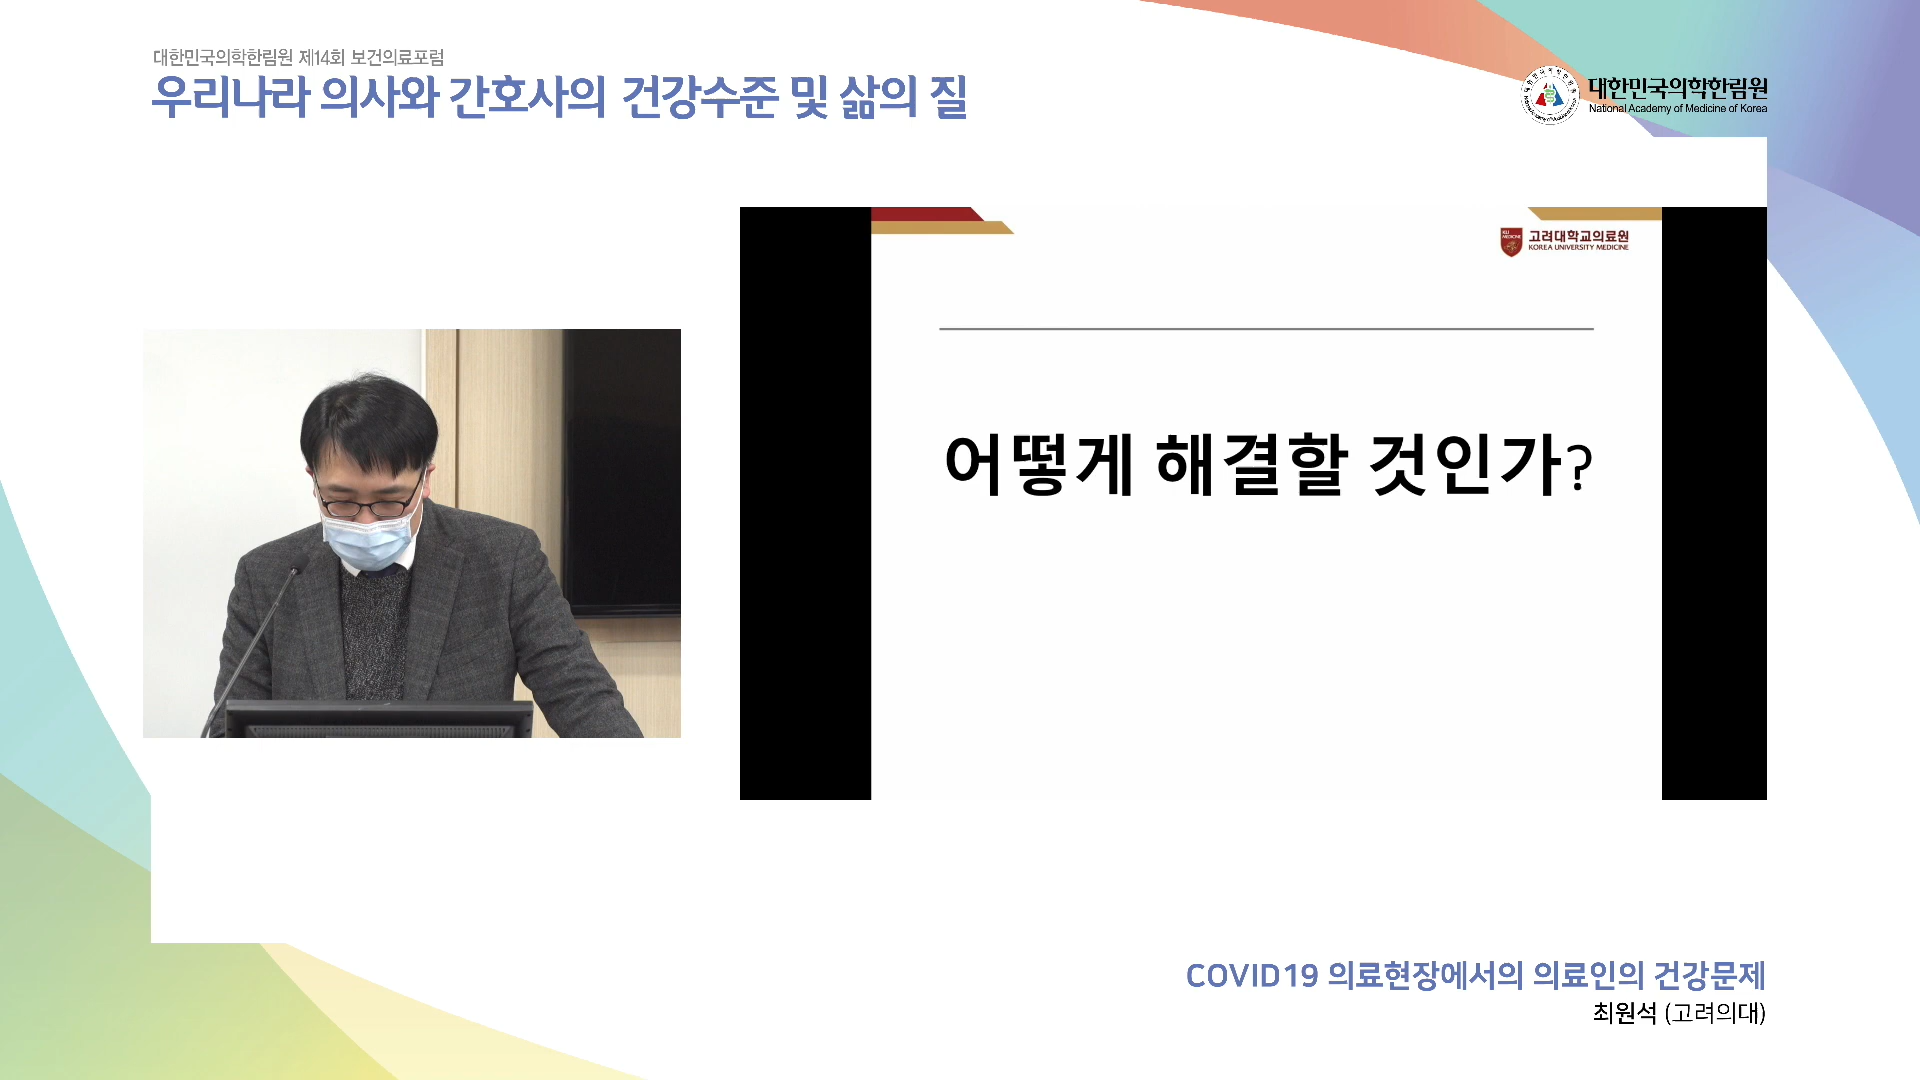 대한민국의학한림원 제14회 보건의료포럼
우리나라 의사와 간호사의 건강수준 및 삶의 질
대한민국의학한림원
National Academy of Medicine of Korea
KU
MEDICINE
고려대학교의료원
KOREA UNIVERSITY MEDICINE
어떻게 해결할 것인가?
COVID19 의료현장에서의 의료인의 건강문제
최원석 (고려의대)